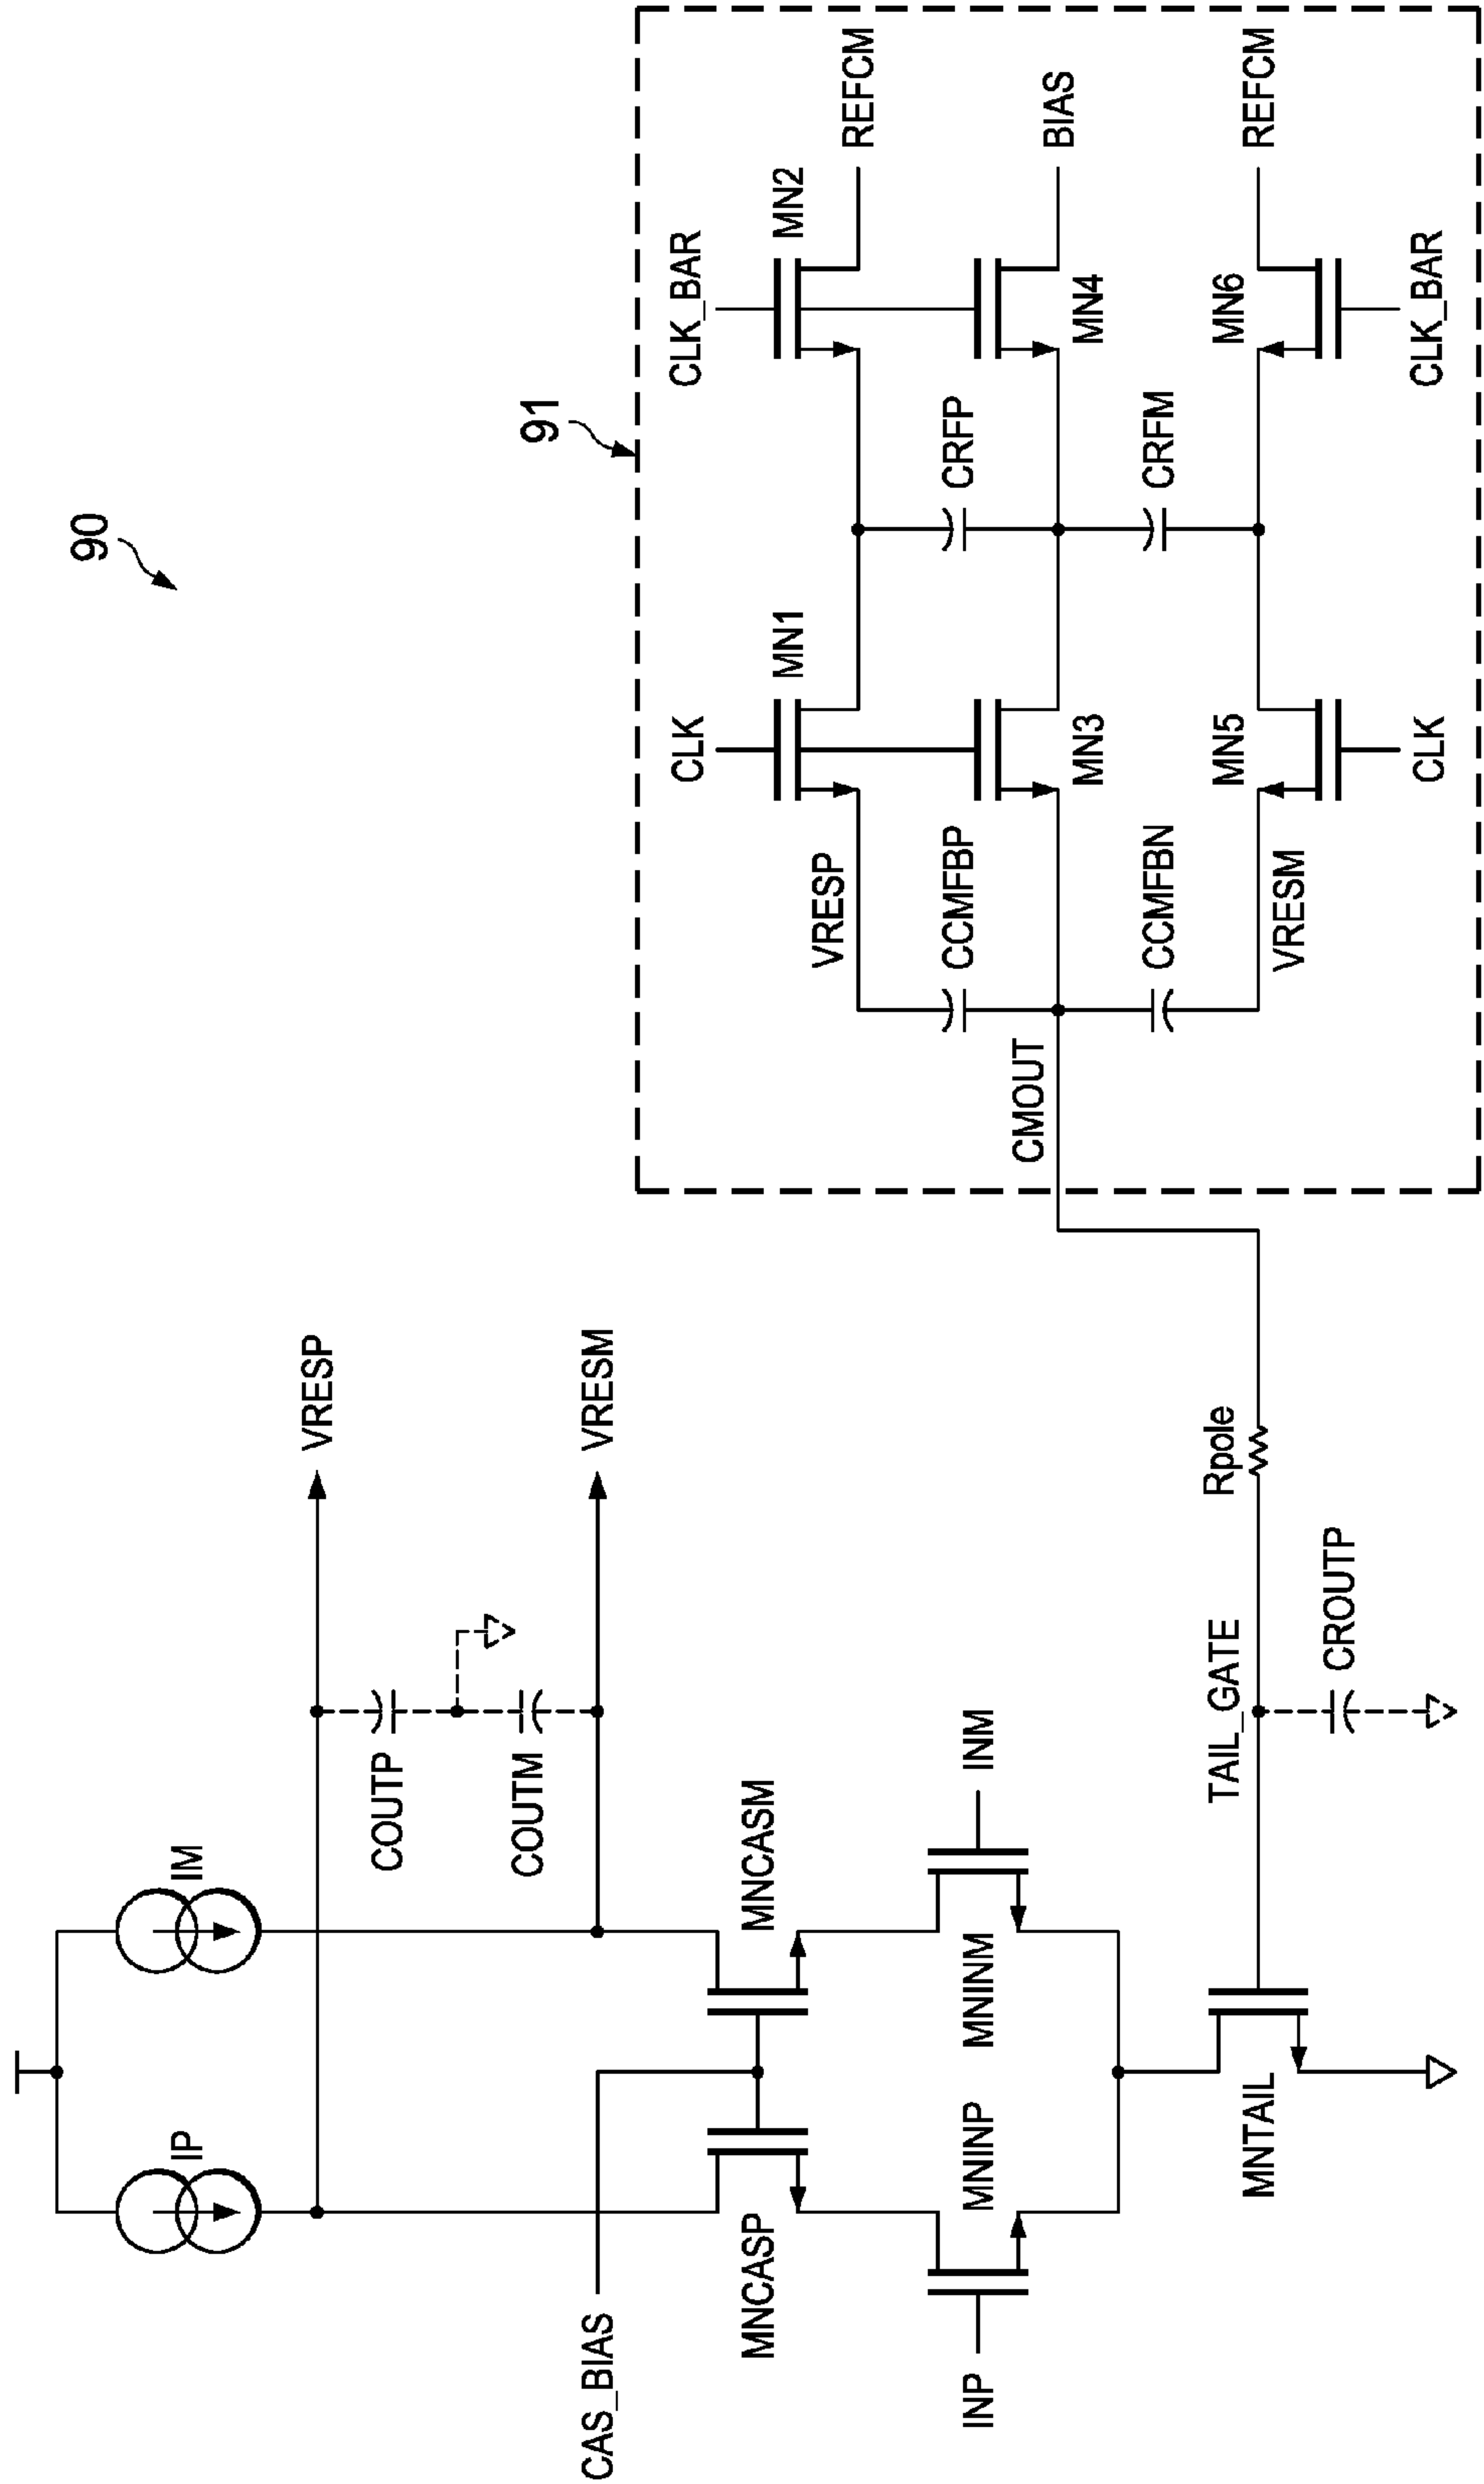 90
91
IP
IM
VRESP
COUTP
COUTM
VRESM
CAS_BIAS
MNCASP
MNCASM
INP
MNINP
MNINM
INM
MNTAIL
TAIL_GATE
CROUTP
Rpole
CMOUT
CLK
CLK_BAR
MN1
MN2
REFCM
VRESP
CCMFBP
CRFP
MN3
MN4
BIAS
CCMFBN
CRFM
VRESM
MN5
MN6
REFCM
CLK
CLK_BAR